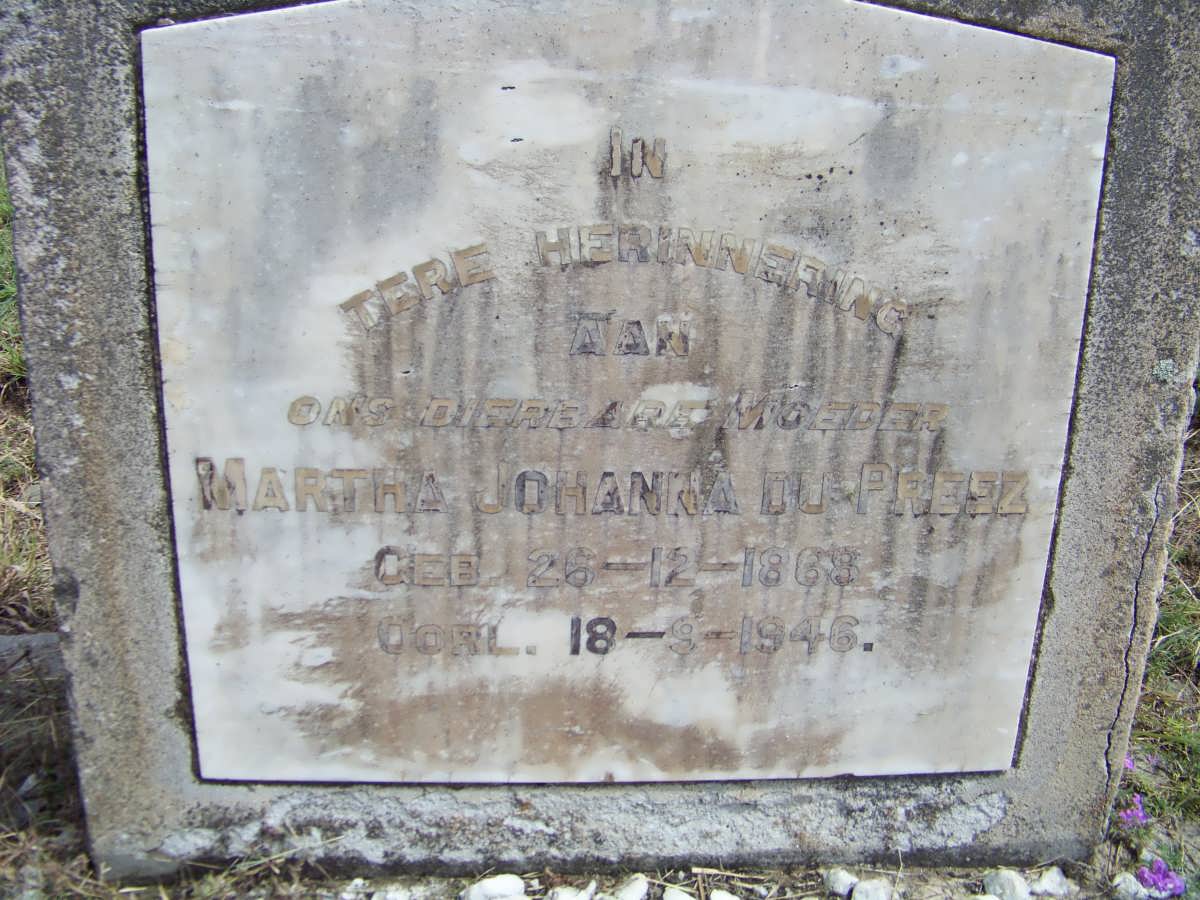 IN
TERE HERINNERING
AAN
ONS DIERBARE MOEDER
MARTHA JOHANNA DU PREEZ
GEB. 26-12-1868
OORL. 18-9-1946.